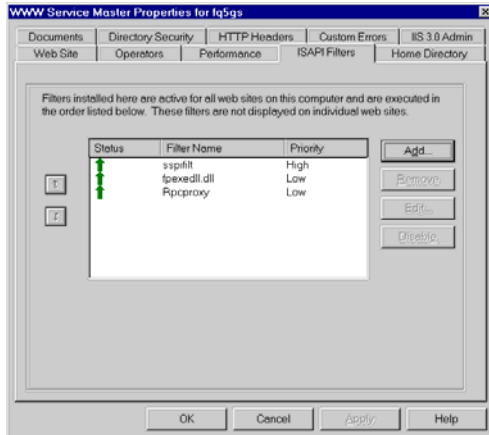 WWW Service Master Properties for fq5gs
Documents Directory Security HTTP Headers Custom Errors IIS 3.0 Admin
Web Site Operators Performance ISAPI Filters Home Directory
Filters installed here are active for all web sites on this computer and are executed in
the order listed below. These filters are not displayed on individual web sites.
Status Filter Name Priority
sspifilt High
fpexedll.dll Low
Rpcproxy Low
Add...
Remove
Edit...
Disable
OK Cancel Apply Help